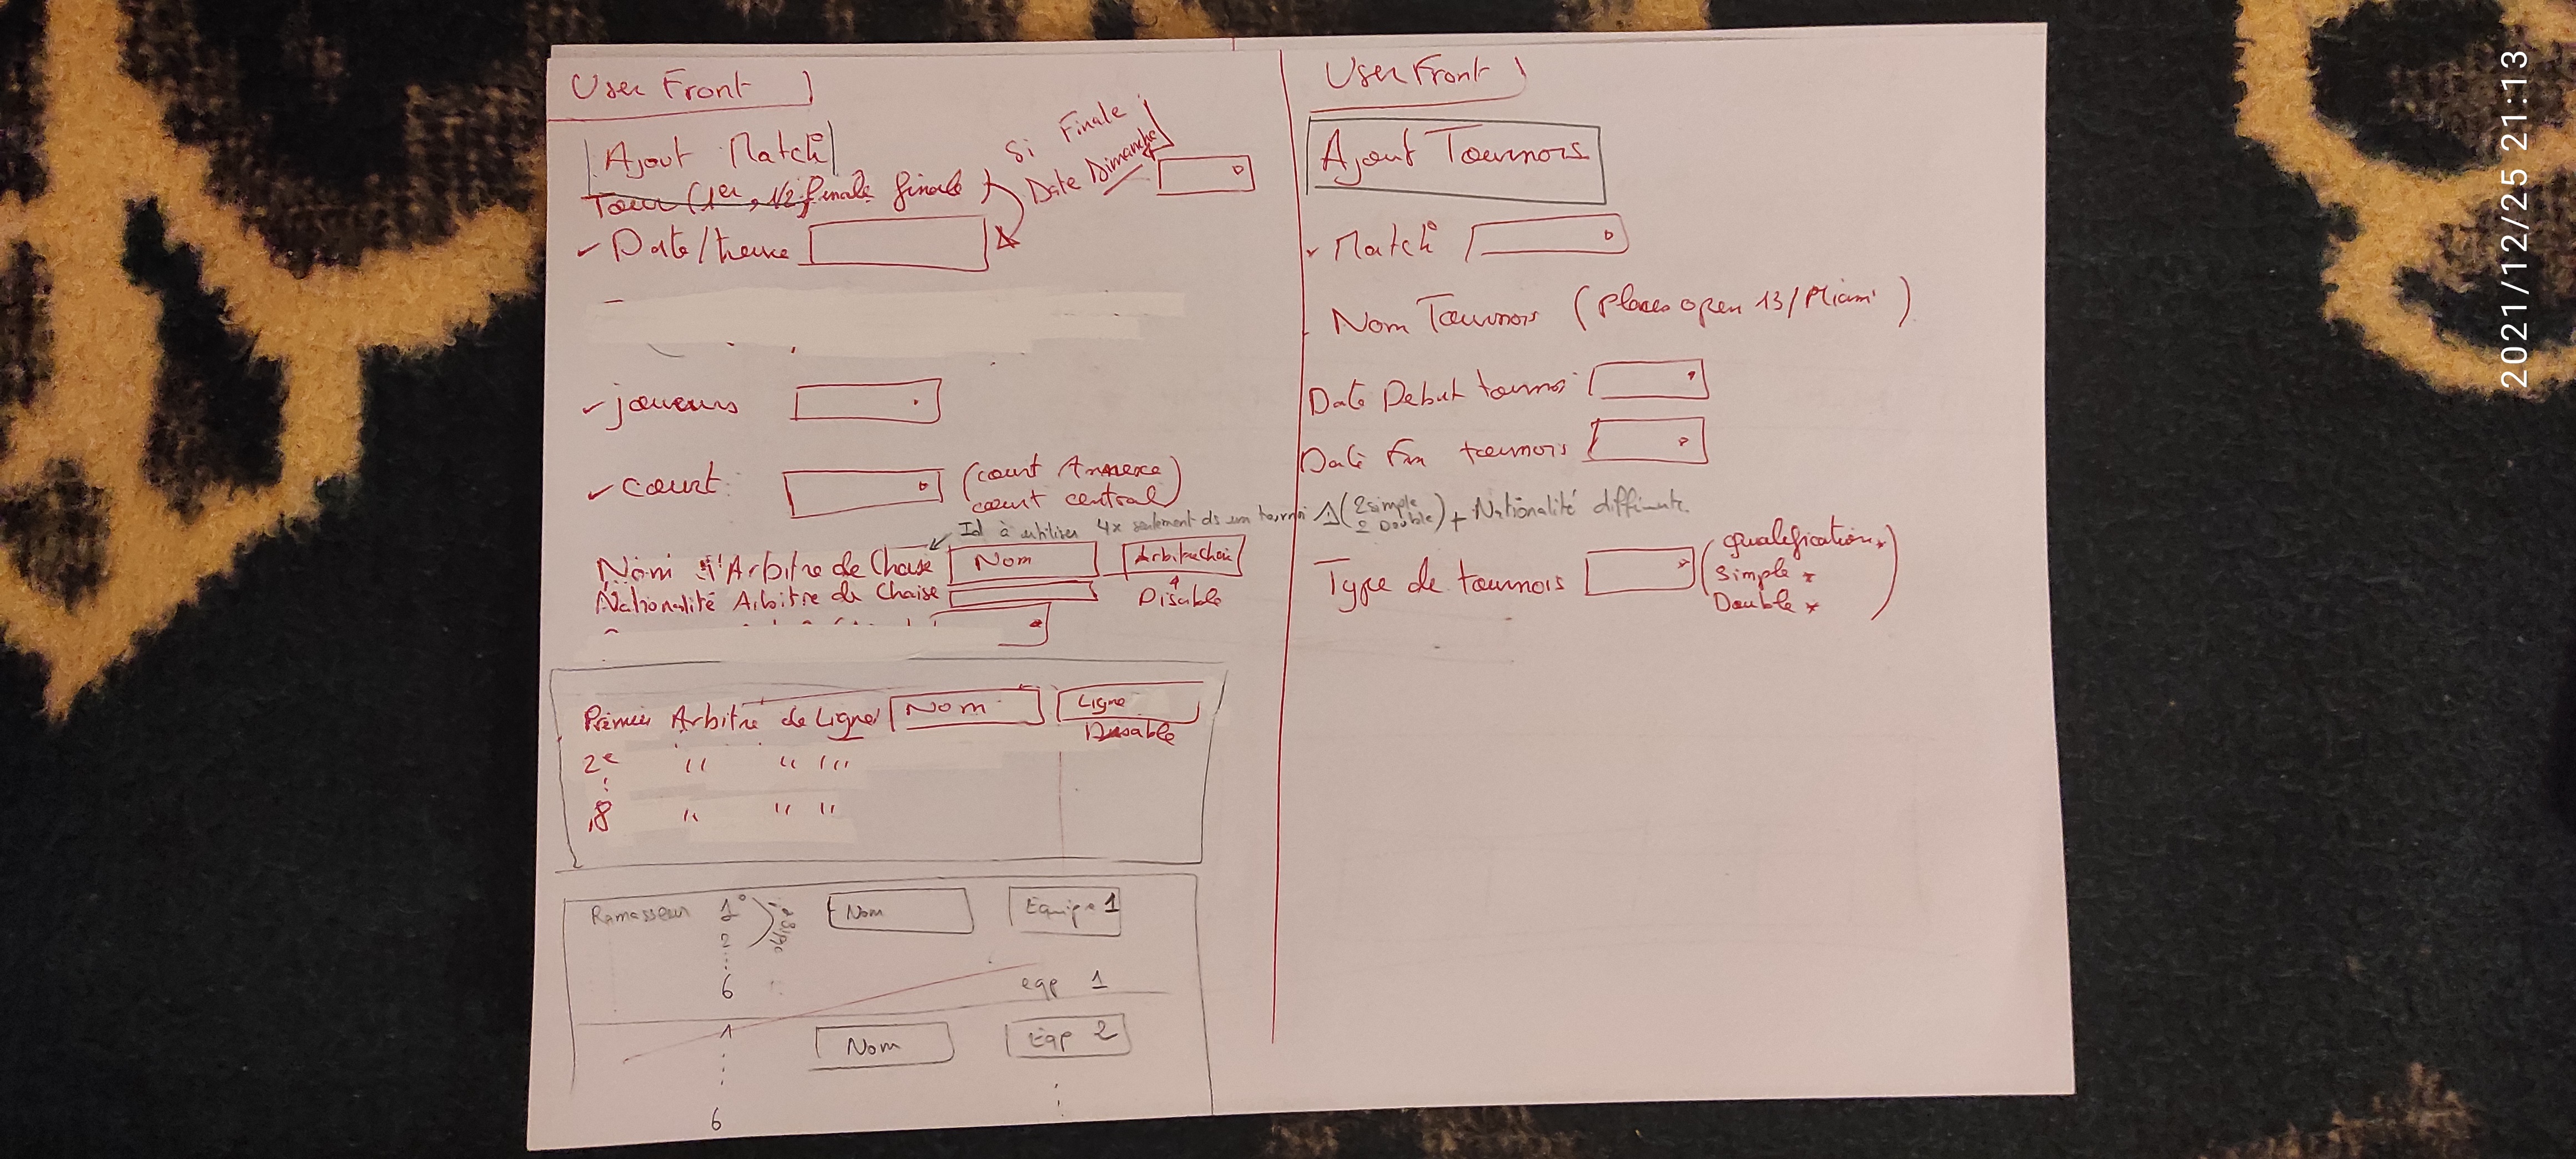 User Front
Ajout Match
Tour (1er, 1/2 finale finale)
Si Finale
Date Dimanche
✓ Date/heure
✓ joueurs
✓ court:
(court Annexe
court central)
Id à utiliser 4x seulement ds un tournoi 1 (2 simple
2 Double) + Nationalité différente.
Nom d'Arbitre de Chaise Nom
Disable
Nationalité Arbitre de Chaise
Premier Arbitre de Ligne Nom Ligne
Disable
2e " " "
:
8 " " "
Ramasseur 1° Nom Equipe 1
2
6 eqp 1
1 Nom Eqp 2
6
User Front
Ajout Tournois
✓ Match
Nom Tournois (open 13/Miami)
Date Debut tournoi
Date Fin tournois
Type de tournois
(qualification *
Simple *
Double *)
2021/12/25 21:13